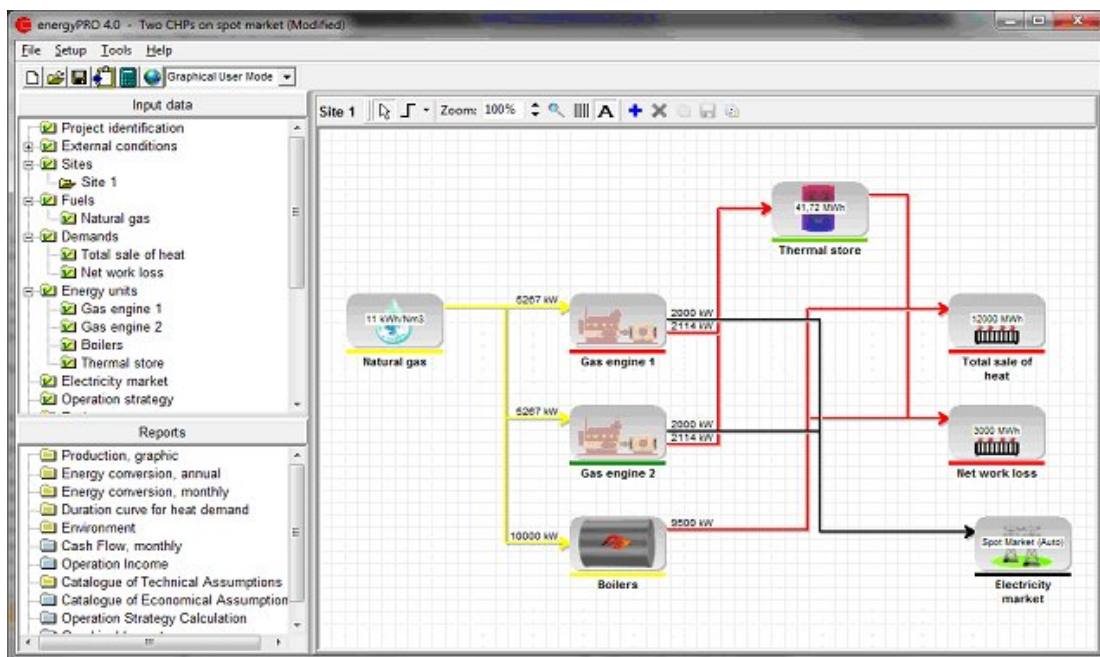 energyPRO 4.0 - Two CHPs on spot market (Modified)
File Setup Tools Help
Graphical User Mode
Input data
Project identification
External conditions
Sites
Site 1
Fuels
Natural gas
Demands
Total sale of heat
Net work loss
Energy units
Gas engine 1
Gas engine 2
Boilers
Thermal store
Electricity market
Operation strategy
Reports
Production, graphic
Energy conversion, annual
Energy conversion, monthly
Duration curve for heat demand
Environment
Cash Flow, monthly
Operation Income
Catalogue of Technical Assumptions
Catalogue of Economical Assumption
Operation Strategy Calculation
Site 1 Zoom: 100% A
41,72 MWh
Thermal store
11 kWh/Nm3
Natural gas
5267 kW
2000 kW
2114 kW
Gas engine 1
12000 MWh
Total sale of
heat
5267 kW
2000 kW
2114 kW
Gas engine 2
3000 MWh
Net work loss
10000 kW
9500 kW
Boilers
Spot Market (Auto)
Electricity
market